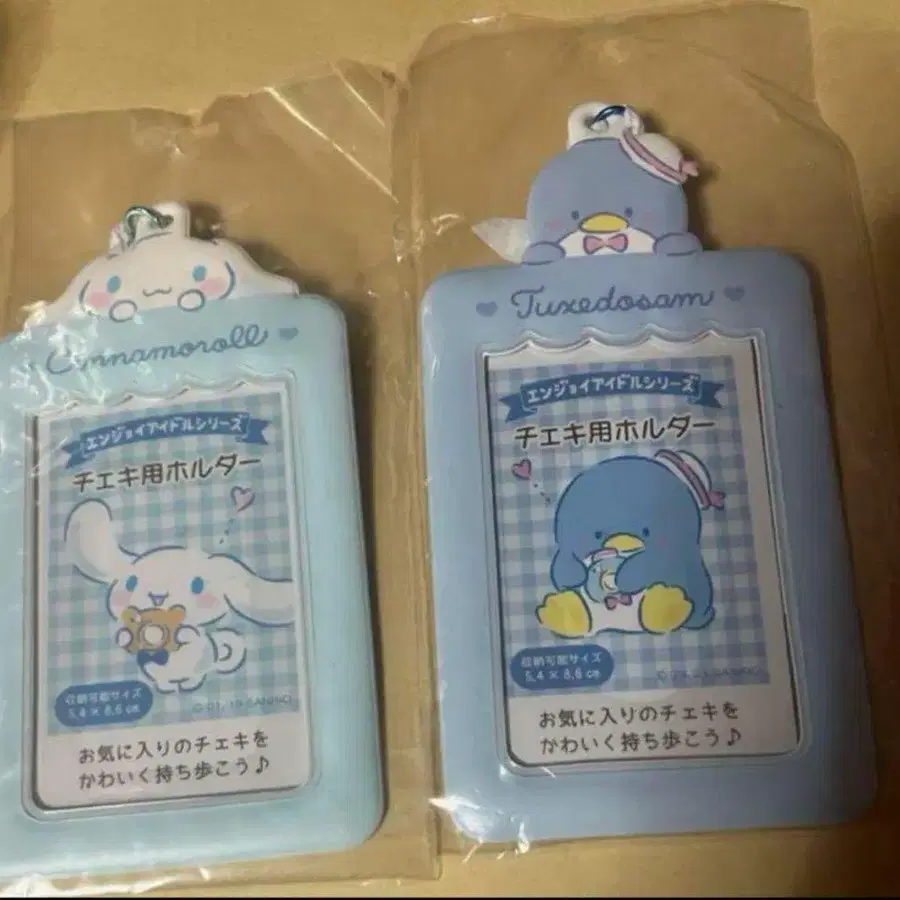 Cinnamoroll
エンジョイアイドルシリーズ
チェキ用ホルダー
収納可能サイズ
5.4 × 8.6 cm
お気に入りのチェキを
かわいく持ち歩こう♪
Tuxedosam
エンジョイアイドルシリーズ
チェキ用ホルダー
収納可能サイズ
5.4 × 8.6 cm
お気に入りのチェキを
かわいく持ち歩こう♪